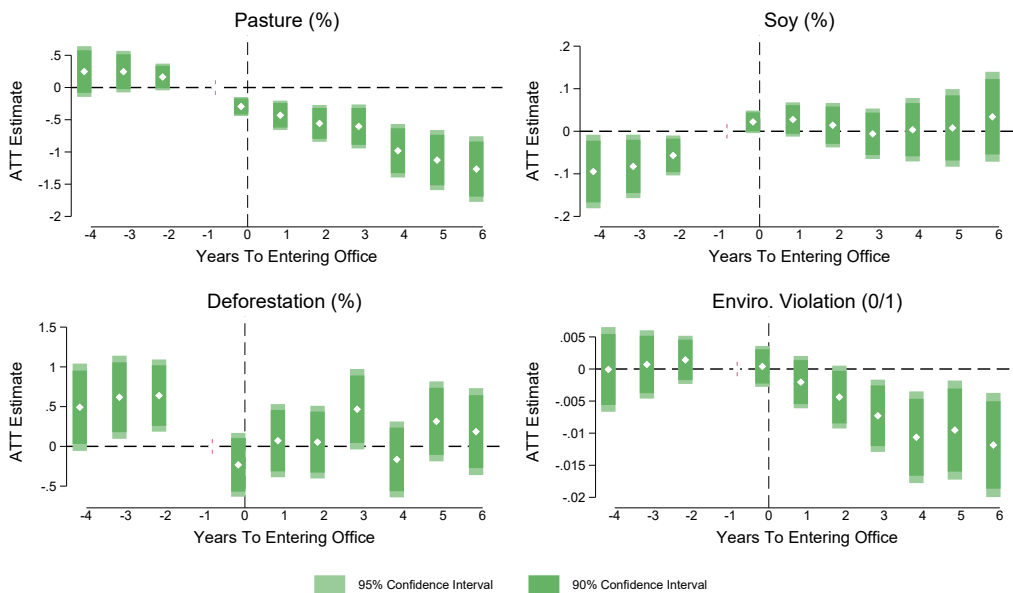 Pasture (%)
ATT Estimate
.5
0
-.5
-1
-1.5
-2
-4 -3 -2 -1 0 1 2 3 4 5 6
Years To Entering Office
Soy (%)
ATT Estimate
.2
.1
0
-.1
-.2
-4 -3 -2 -1 0 1 2 3 4 5 6
Years To Entering Office
Deforestation (%)
ATT Estimate
1.5
1
.5
0
-.5
-4 -3 -2 -1 0 1 2 3 4 5 6
Years To Entering Office
Enviro. Violation (0/1)
ATT Estimate
.005
0
-.005
-.01
-.015
-.02
-4 -3 -2 -1 0 1 2 3 4 5 6
Years To Entering Office
95% Confidence Interval
90% Confidence Interval